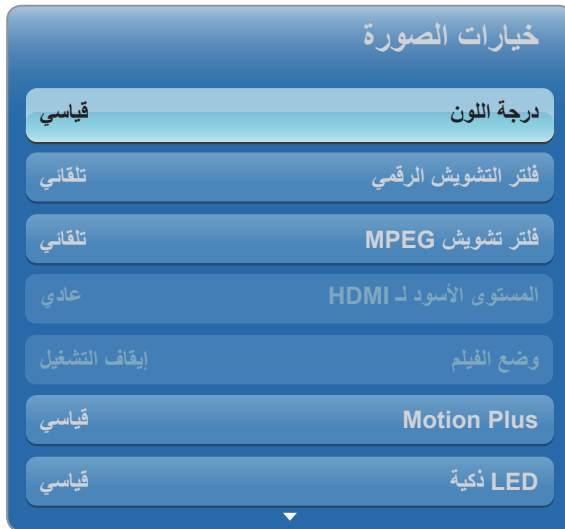 خيارات الصورة
درجة اللون قياسي
فلتر التشويش الرقمي تلقائي
فلتر تشويش MPEG تلقائي
المستوى الأسود لـ HDMI عادي
وضع الفيلم إيقاف التشغيل
Motion Plus قياسي
LED ذكية قياسي